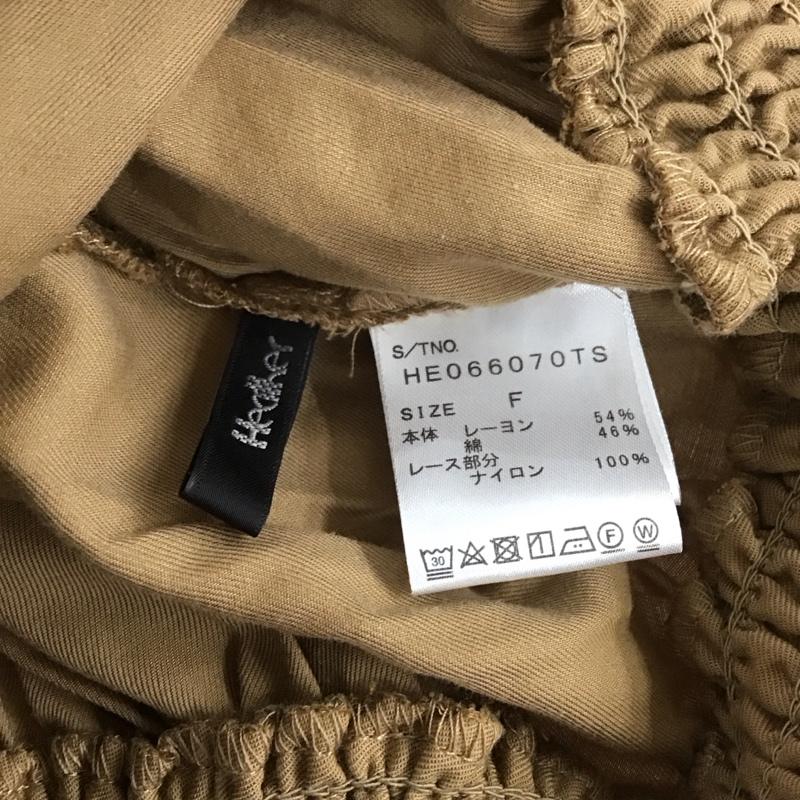 Heather
S/TNO.
HE066070TS
SIZE F
本体 レーヨン 54%
綿 46%
レース部分
ナイロン 100%
30
F
W